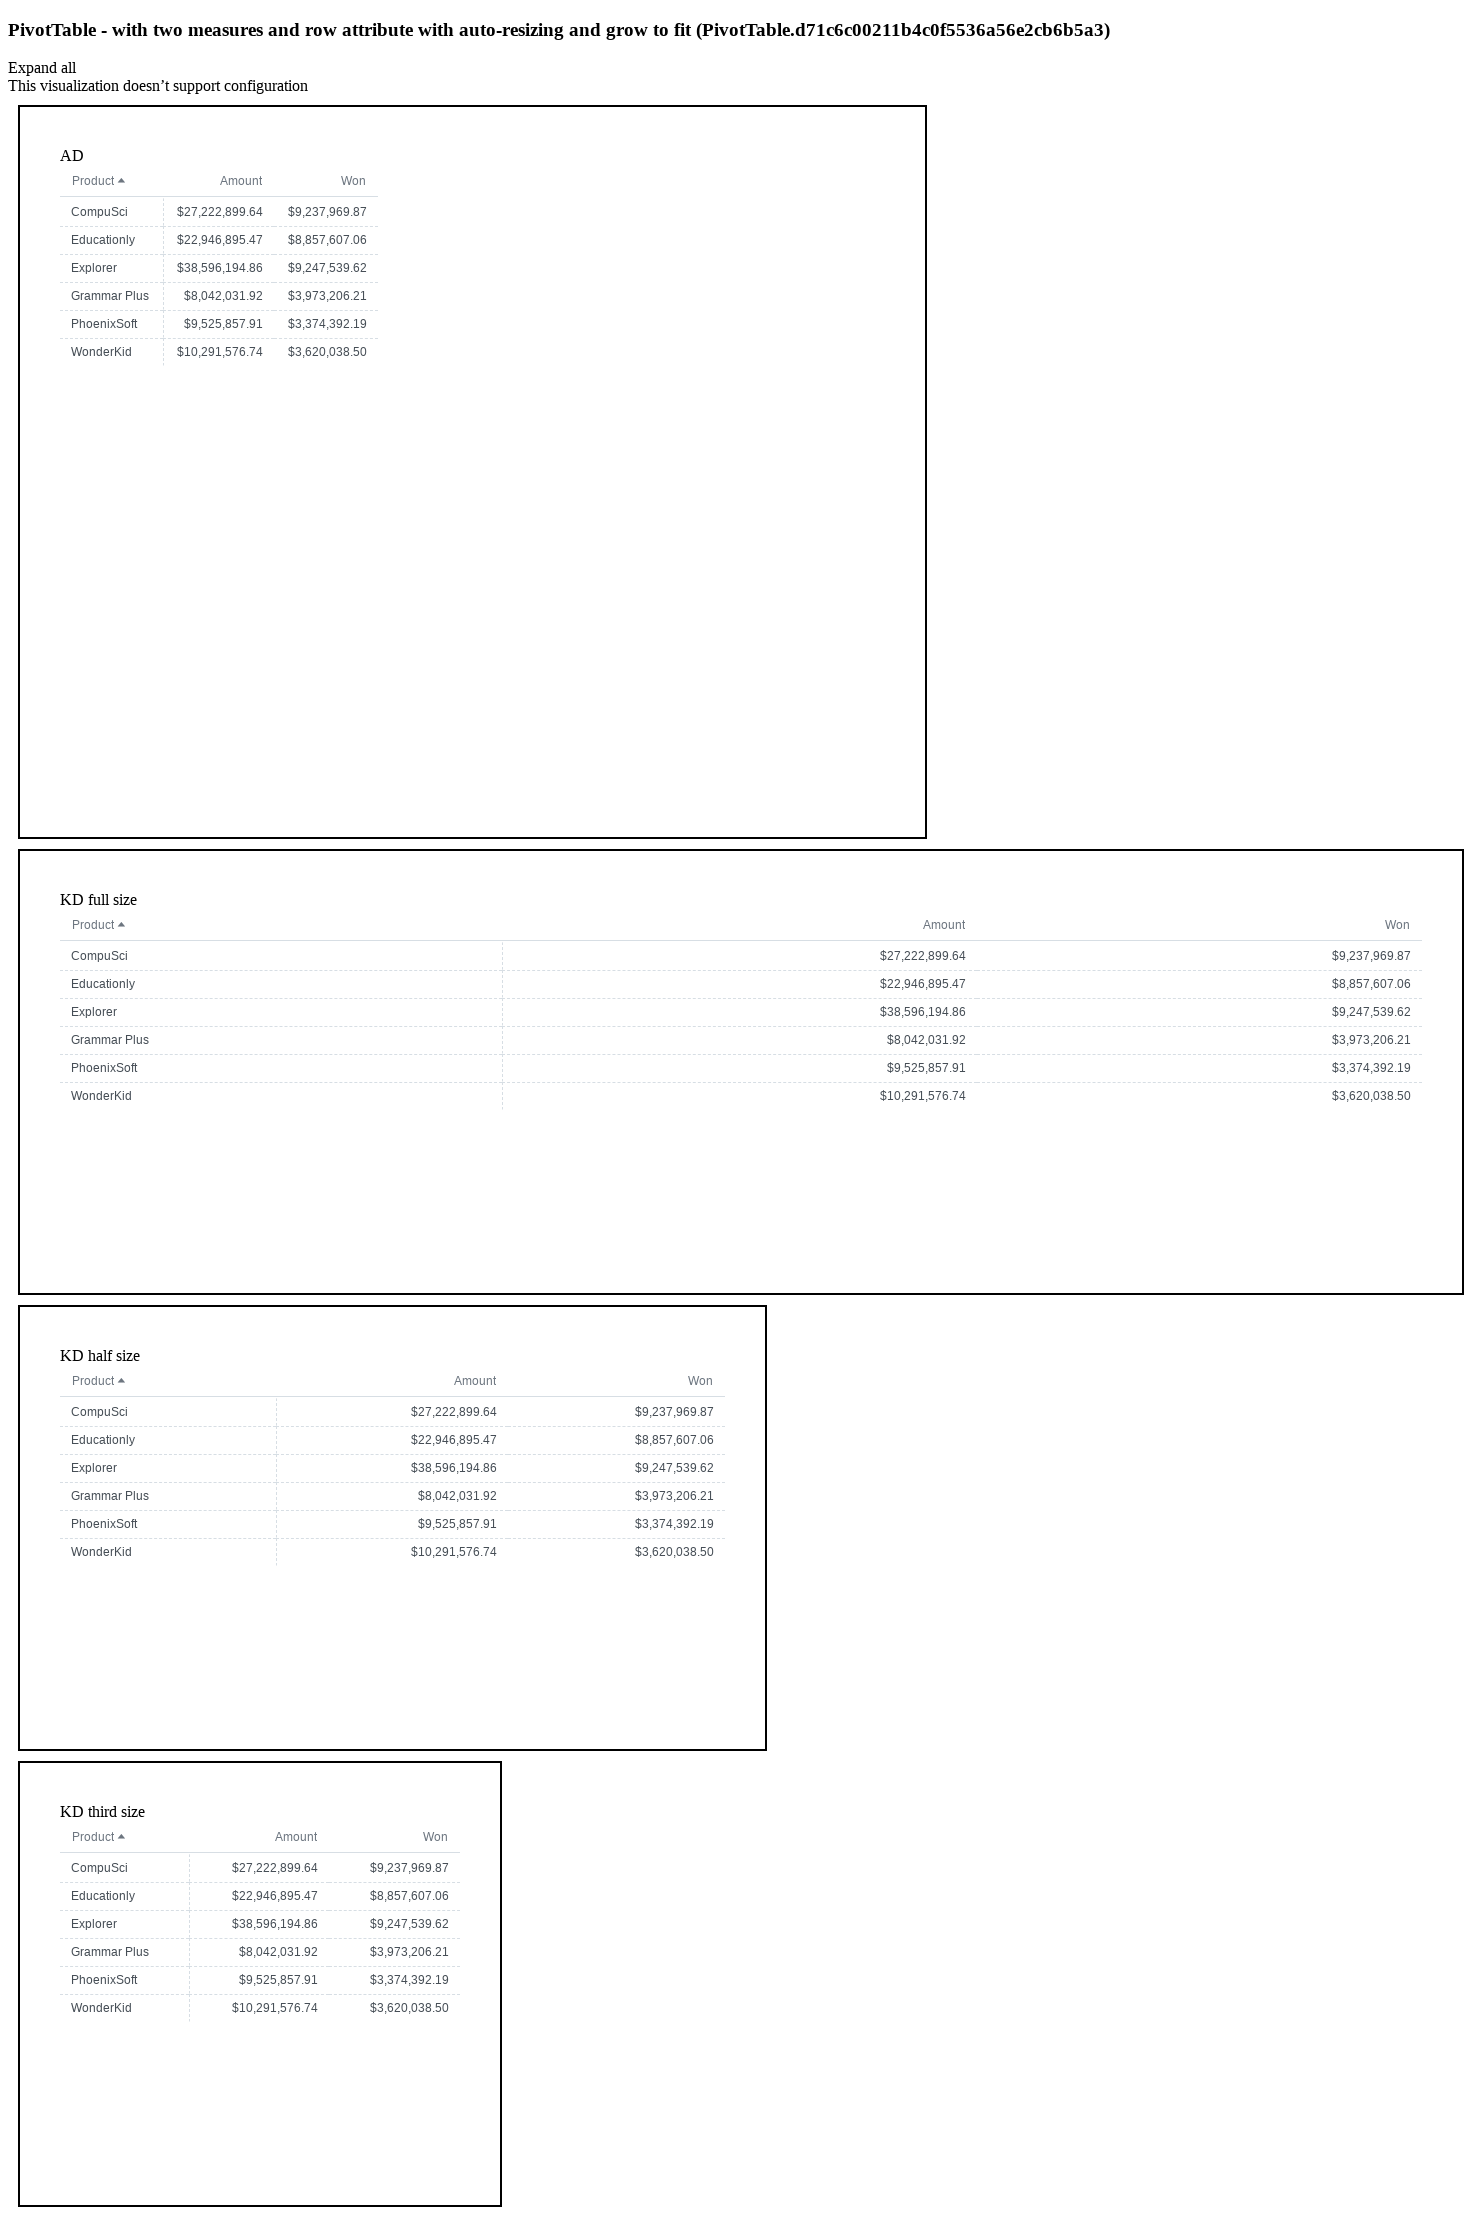 PivotTable - with two measures and row attribute with auto-resizing and grow to fit (PivotTable.d71c6c00211b4c0f5536a56e2cb6b5a3)
Expand all
This visualization doesn’t support configuration
AD
Product Amount Won
CompuSci $27,222,899.64 $9,237,969.87
Educationly $22,946,895.47 $8,857,607.06
Explorer $38,596,194.86 $9,247,539.62
Grammar Plus $8,042,031.92 $3,973,206.21
PhoenixSoft $9,525,857.91 $3,374,392.19
WonderKid $10,291,576.74 $3,620,038.50
KD full size
Product Amount Won
CompuSci $27,222,899.64 $9,237,969.87
Educationly $22,946,895.47 $8,857,607.06
Explorer $38,596,194.86 $9,247,539.62
Grammar Plus $8,042,031.92 $3,973,206.21
PhoenixSoft $9,525,857.91 $3,374,392.19
WonderKid $10,291,576.74 $3,620,038.50
KD half size
Product Amount Won
CompuSci $27,222,899.64 $9,237,969.87
Educationly $22,946,895.47 $8,857,607.06
Explorer $38,596,194.86 $9,247,539.62
Grammar Plus $8,042,031.92 $3,973,206.21
PhoenixSoft $9,525,857.91 $3,374,392.19
WonderKid $10,291,576.74 $3,620,038.50
KD third size
Product Amount Won
CompuSci $27,222,899.64 $9,237,969.87
Educationly $22,946,895.47 $8,857,607.06
Explorer $38,596,194.86 $9,247,539.62
Grammar Plus $8,042,031.92 $3,973,206.21
PhoenixSoft $9,525,857.91 $3,374,392.19
WonderKid $10,291,576.74 $3,620,038.50